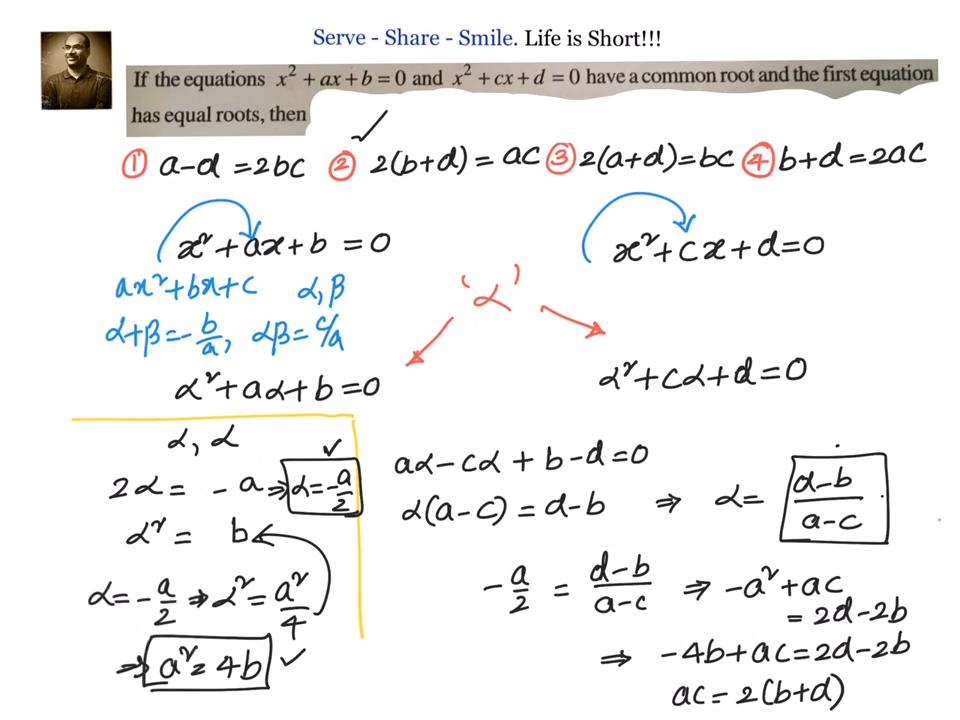 Serve - Share - Smile. Life is Short!!!
If the equations x² + ax + b = 0 and x² + cx + d = 0 have a common root and the first equation
has equal roots, then
① a-d = 2bc ② 2(b+d) = ac ③ 2(a+d) = bc ④ b+d = 2ac
✓
x² + ax + b = 0
x² + cx + d = 0
ax² + bx + c α, β
α+β = -b/a, αβ = c/a
'α'
α² + aα + b = 0
α² + cα + d = 0
α, α
2α = -a ⇒ α = -a/2 ✓
α² = b
α = -a/2 ⇒ α² = a²/4
⇒ a² = 4b ✓
aα - cα + b - d = 0
α(a-c) = d-b ⇒ α = (d-b)/(a-c)
-a/2 = (d-b)/(a-c) ⇒ -a² + ac
= 2d-2b
⇒ -4b + ac = 2d-2b
ac = 2(b+d)